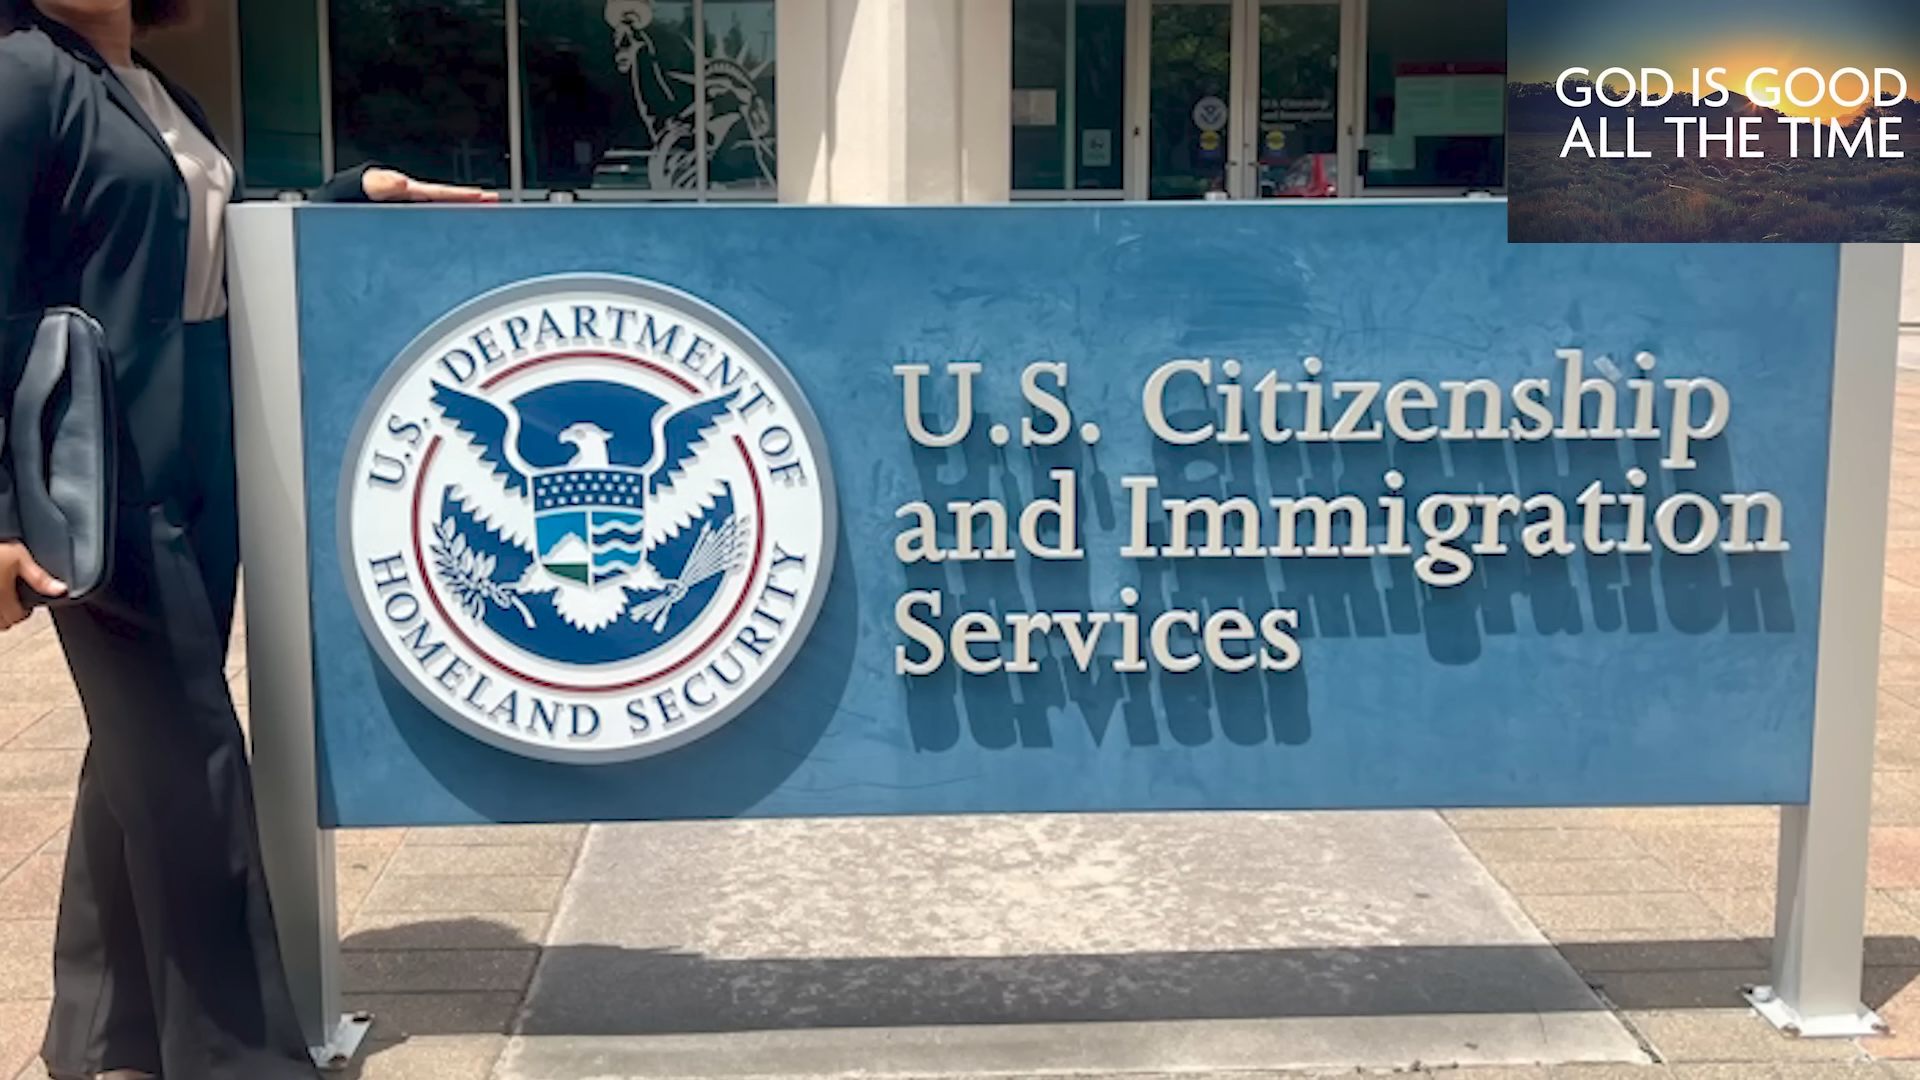 GOD IS GOOD
ALL THE TIME
U.S. DEPARTMENT OF
HOMELAND SECURITY
U.S. Citizenship
and Immigration
Services